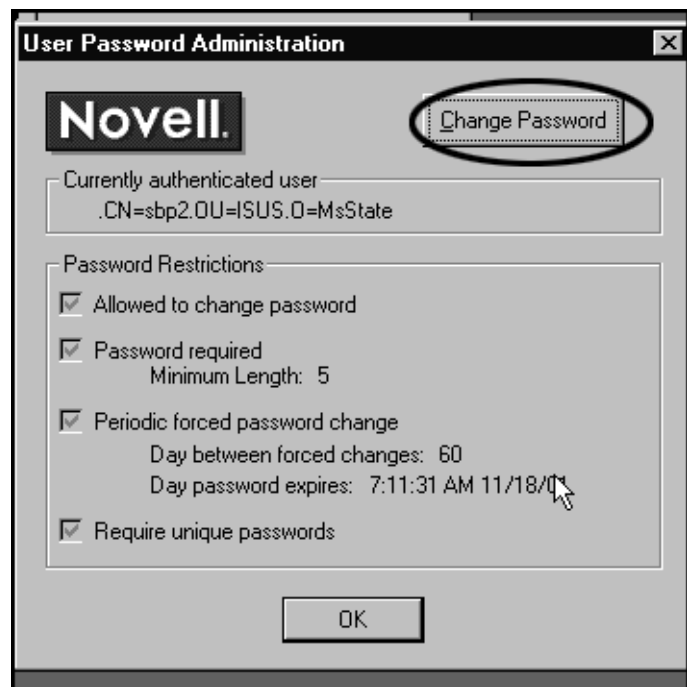 User Password Administration
Novell.
Change Password
Currently authenticated user
.CN=sbp2.OU=ISUS.O=MsState
Password Restrictions
Allowed to change password
Password required
Minimum Length: 5
Periodic forced password change
Day between forced changes: 60
Day password expires: 7:11:31 AM
Require unique passwords
OK